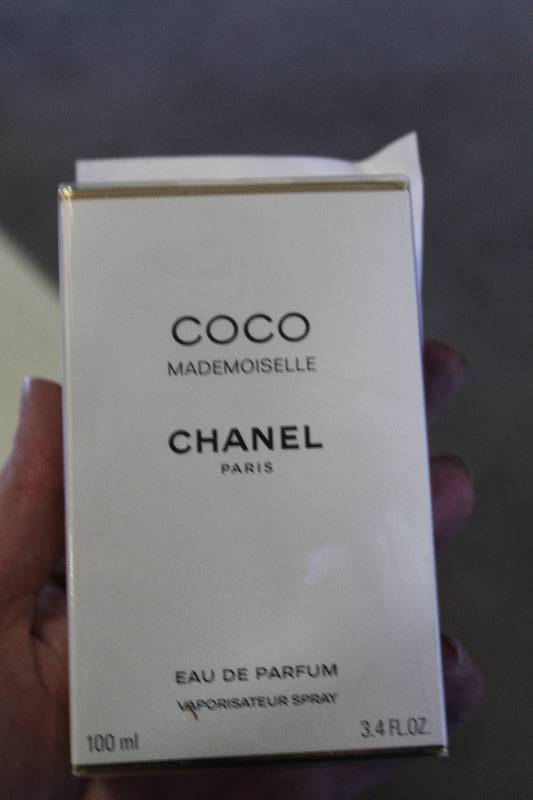 COCO
MADEMOISELLE
CHANEL
PARIS
EAU DE PARFUM
VAPORISATEUR SPRAY
100 ml
3.4 FL.OZ.